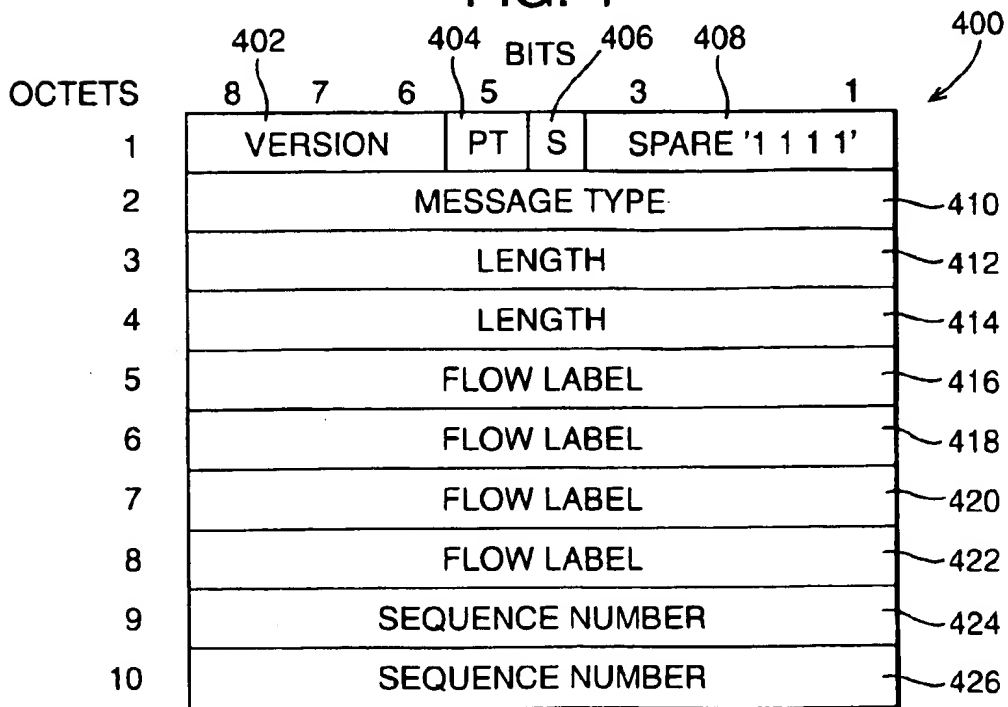 402 404 BITS 406 408 400
OCTETS 8 7 6 5 3 1
1 VERSION PT S SPARE '1 1 1 1'
2 MESSAGE TYPE 410
3 LENGTH 412
4 LENGTH 414
5 FLOW LABEL 416
6 FLOW LABEL 418
7 FLOW LABEL 420
8 FLOW LABEL 422
9 SEQUENCE NUMBER 424
10 SEQUENCE NUMBER 426